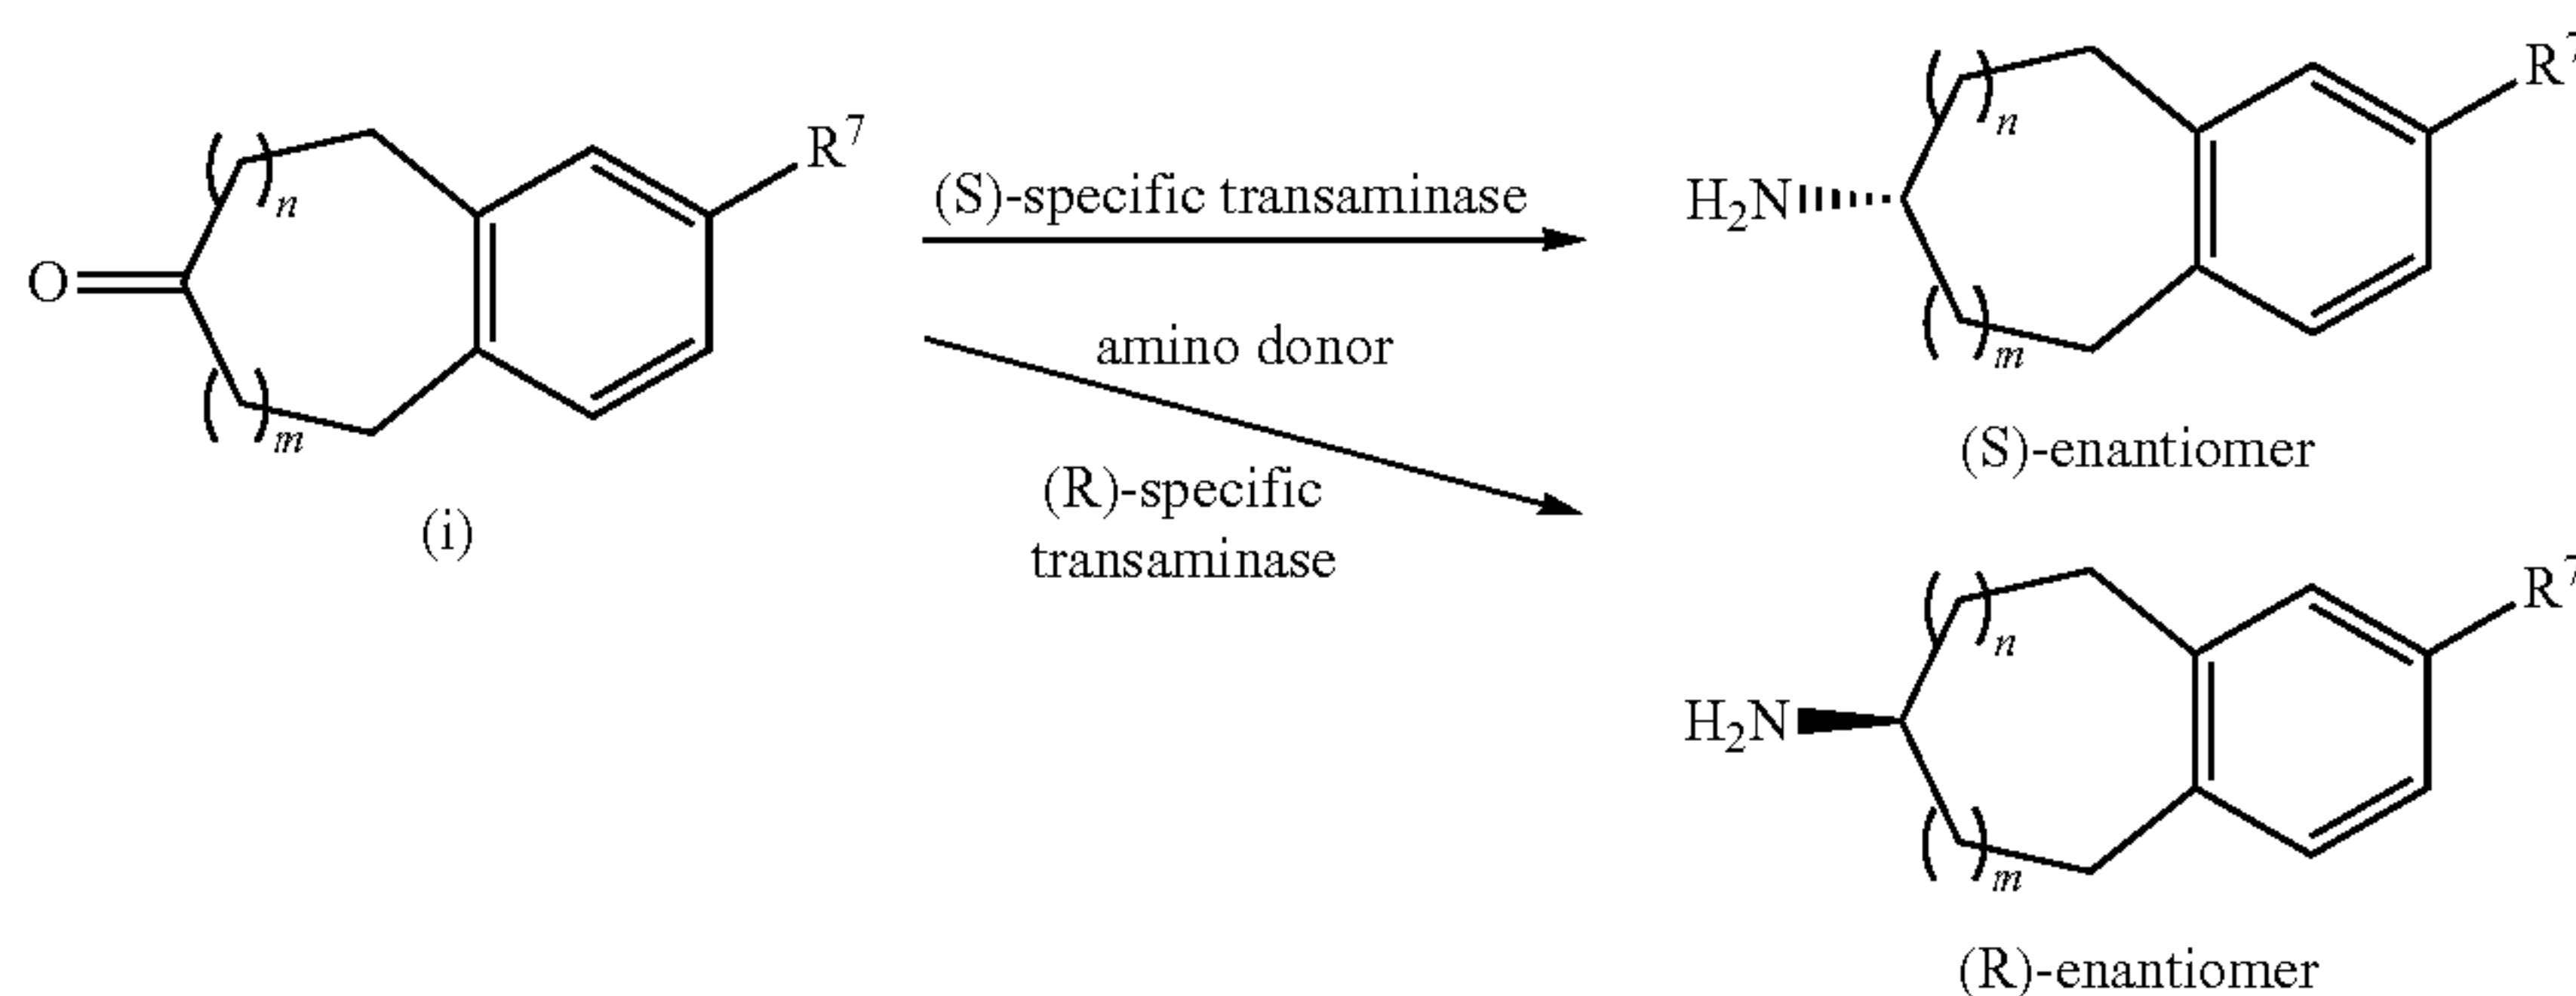 R⁷
( )n
O
( )m
(i)
(S)-specific transaminase
amino donor
(R)-specific
transaminase
R⁷
( )n
H₂N
( )m
(S)-enantiomer
R⁷
( )n
H₂N
( )m
(R)-enantiomer